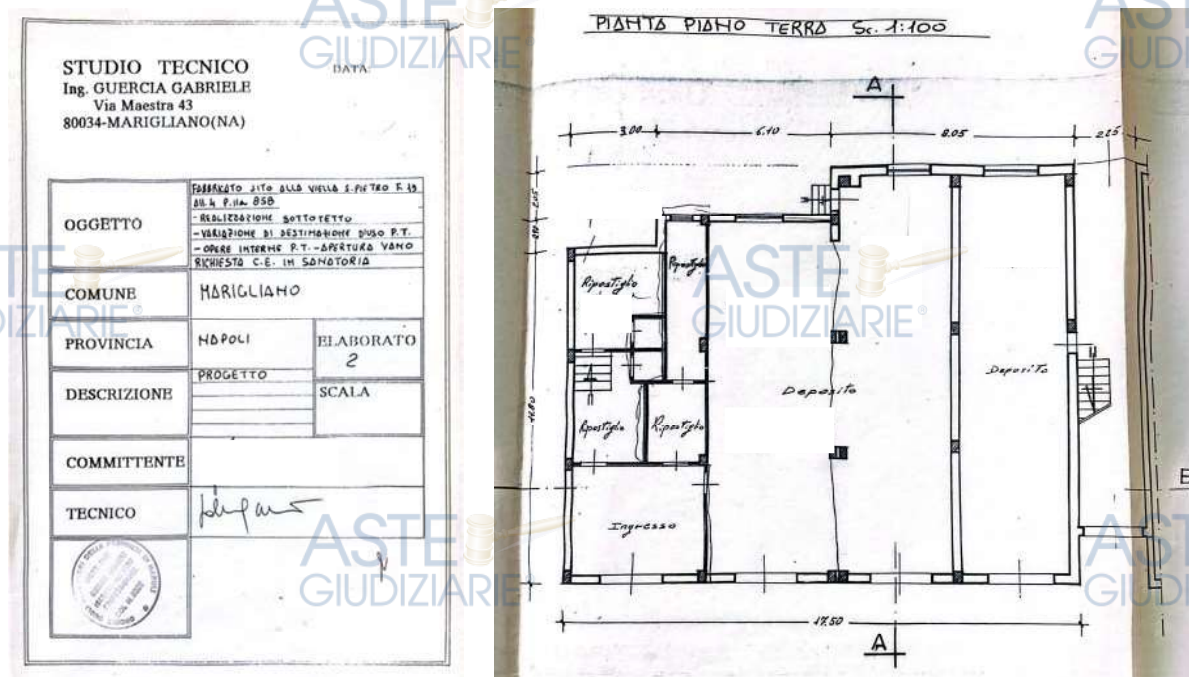 STUDIO TECNICO
Ing. GUERCIA GABRIELE
Via Maestra 43
80034-MARIGLIANO(NA)
DATA:
OGGETTO
FABBRICATO SITO ALLA VIELLA S.PIETRO F. 19
ALL 4 P.lla 858
- REALIZZAZIONE SOTTOTETTO
- VARIAZIONE DI DESTINAZIONE D'USO P.T.
- OPERE INTERNE P.T. - APERTURA VANO
RICHIESTA C.E. IN SANATORIA
COMUNE
MARIGLIANO
PROVINCIA
NAPOLI
ELABORATO
2
DESCRIZIONE
PROGETTO
SCALA
COMMITTENTE
TECNICO
PIANTA PIANO TERRA Sc. 1:100
A
3.00
6.10
8.05
2.25
Ripostiglio
Ripostiglio
Deposito
Deposito
Ripostiglio
Ripostiglio
Ingresso
11.80
17.50
A
E
ASTE
GIUDIZIARIE®